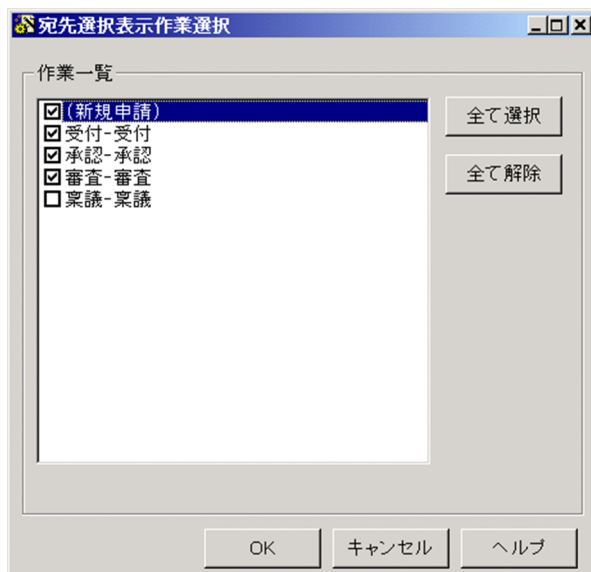 宛先選択表示作業選択
作業一覧
(新規申請)
受付-受付
承認-承認
審査-審査
稟議-稟議
全て選択
全て解除
OK
キャンセル
ヘルプ